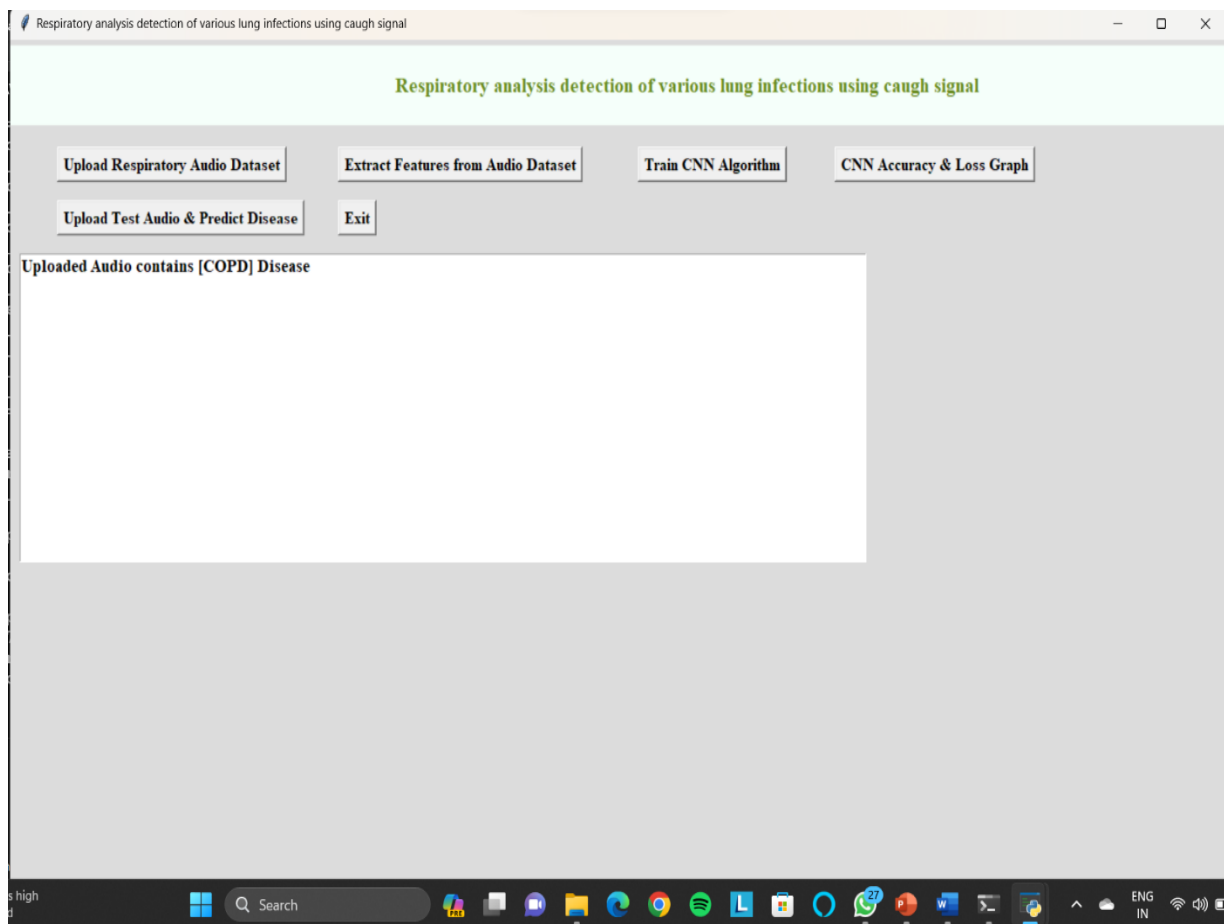 Respiratory analysis detection of various lung infections using caugh signal
Respiratory analysis detection of various lung infections using caugh signal
Upload Respiratory Audio Dataset Extract Features from Audio Dataset Train CNN Algorithm CNN Accuracy & Loss Graph
Upload Test Audio & Predict Disease Exit
Uploaded Audio contains [COPD] Disease
s high
d
Search
PRE
L
27
P
W
ENG
IN